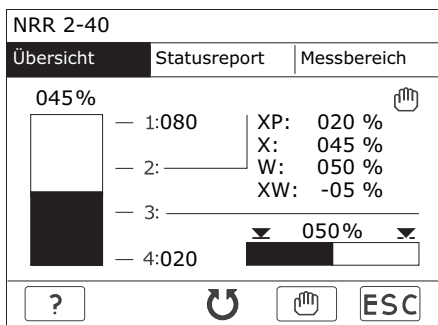 NRR 2-40
Übersicht Statusreport Messbereich
045%
1:080
XP: 020 %
X: 045 %
2:
W: 050 %
XW: -05 %
3:
050%
4:020
? ESC